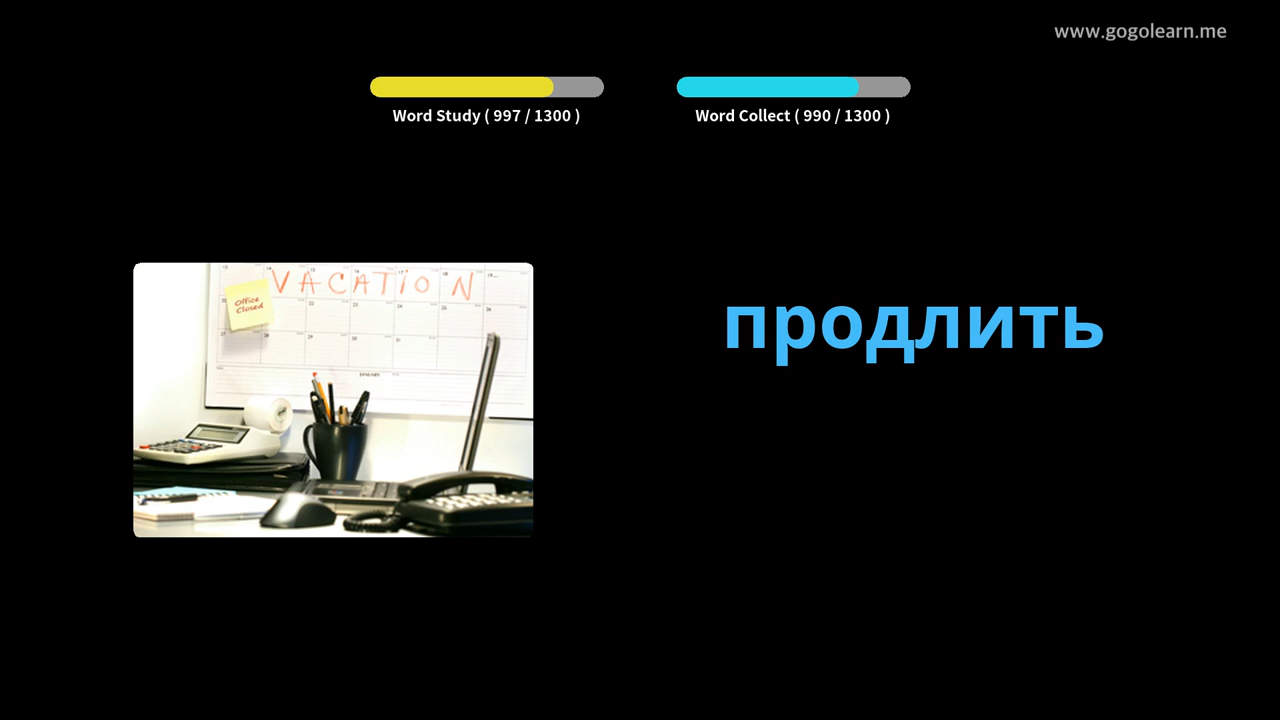 www.gogolearn.me
Word Study ( 997 / 1300 )
Word Collect ( 990 / 1300 )
VACATION
Office
Closed
продлить